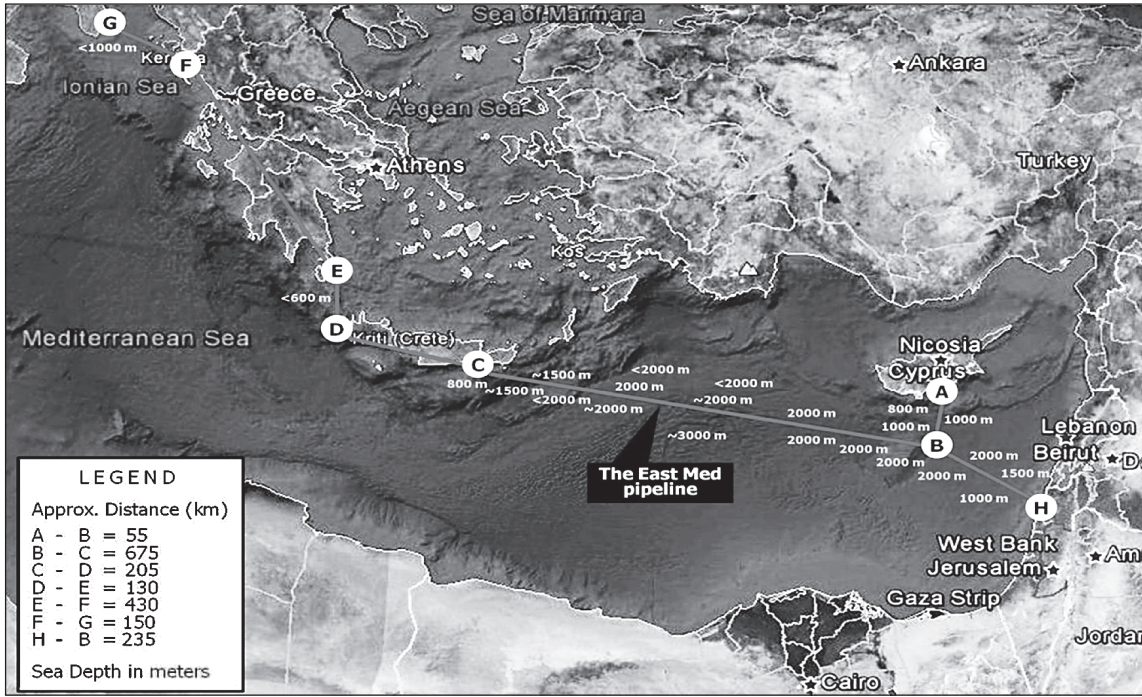 Sea of Marmara
G
<1000 m
F
Ionian Sea
Greece
Aegean Sea
Ankara
Athens
Turkey
Kos
E
<600 m
D
Kriti (Crete)
Mediterranean Sea
C
800 m
~1500 m
~1500 m
<2000 m
2000 m
<2000 m
<2000 m
~2000 m
~2000 m
~3000 m
2000 m
2000 m
2000 m
2000 m
Nicosia
Cyprus
A
800 m
1000 m
1000 m
B
2000 m
2000 m
1500 m
1000 m
H
Lebanon
Beirut
D
The East Med
pipeline
West Bank
Jerusalem
Am
Gaza Strip
Jordan
Cairo
LEGEND
Approx. Distance (km)
A - B = 55
B - C = 675
C - D = 205
D - E = 130
E - F = 430
F - G = 150
H - B = 235
Sea Depth in meters